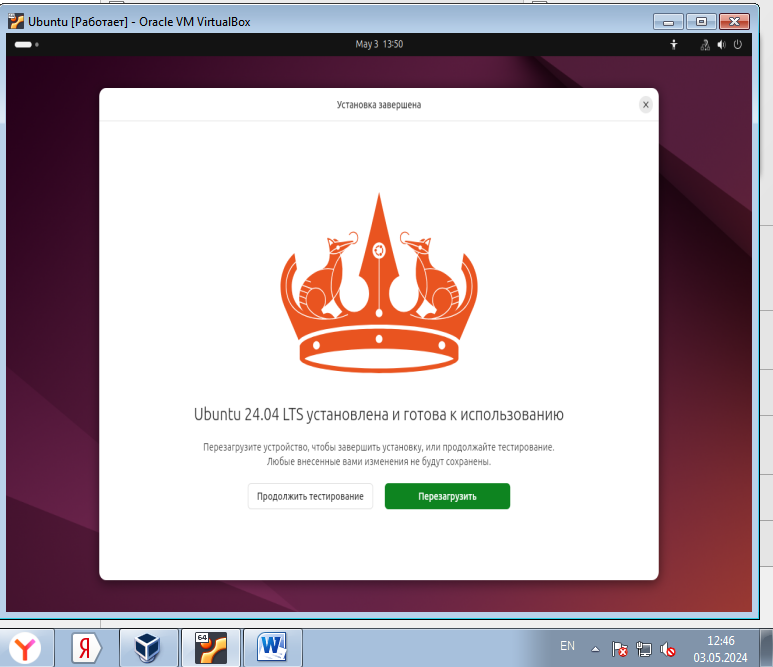 Ubuntu [Работает] - Oracle VM VirtualBox
May 3 13:50
Установка завершена
Ubuntu 24.04 LTS установлена и готова к использованию
Перезагрузите устройство, чтобы завершить установку, или продолжайте тестирование.
Любые внесенные вами изменения не будут сохранены.
Продолжить тестирование
Перезагрузить
Я
64
W
EN
12:46
03.05.2024